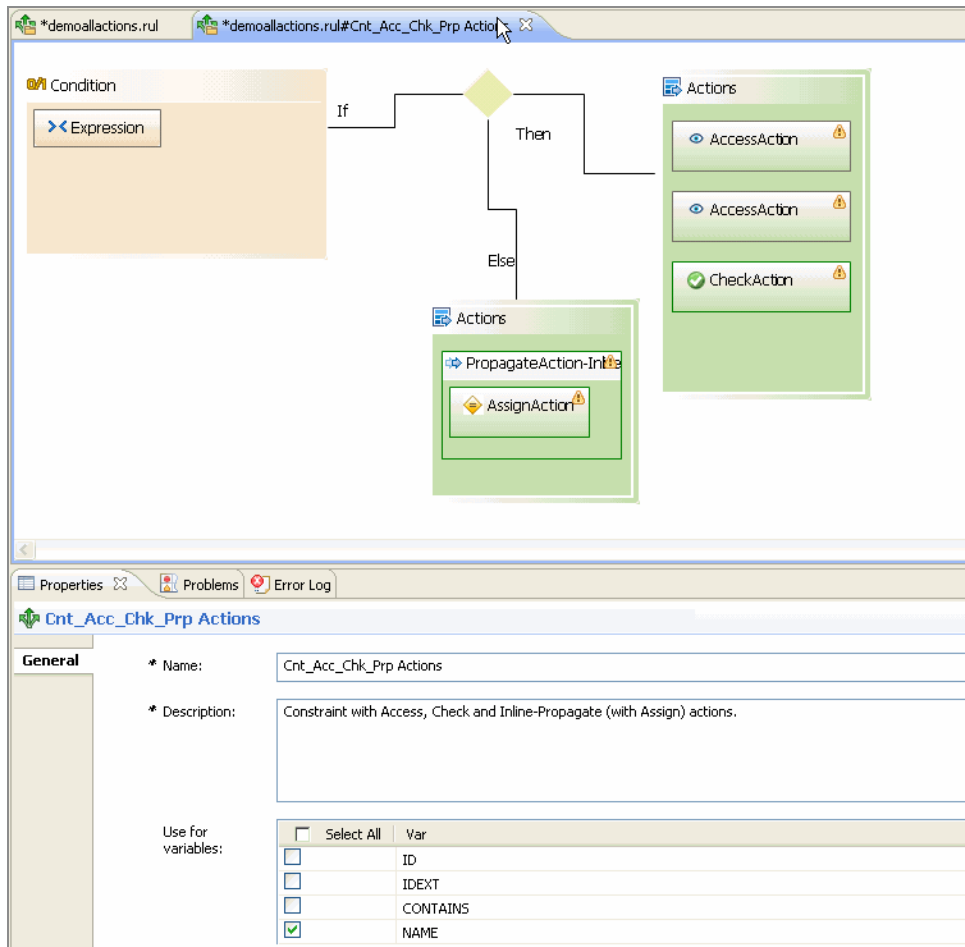 *demoallactions.rul
*demoallactions.rul#Cnt_Acc_Chk_Prp Actions
Condition
Expression
If
Then
Else
Actions
AccessAction
AccessAction
CheckAction
Actions
PropagateAction-Inline
AssignAction
Properties
Problems
Error Log
Cnt_Acc_Chk_Prp Actions
General
* Name:
Cnt_Acc_Chk_Prp Actions
* Description:
Constraint with Access, Check and Inline-Propagate (with Assign) actions.
Use for
variables:
Select All
Var
ID
IDEXT
CONTAINS
NAME